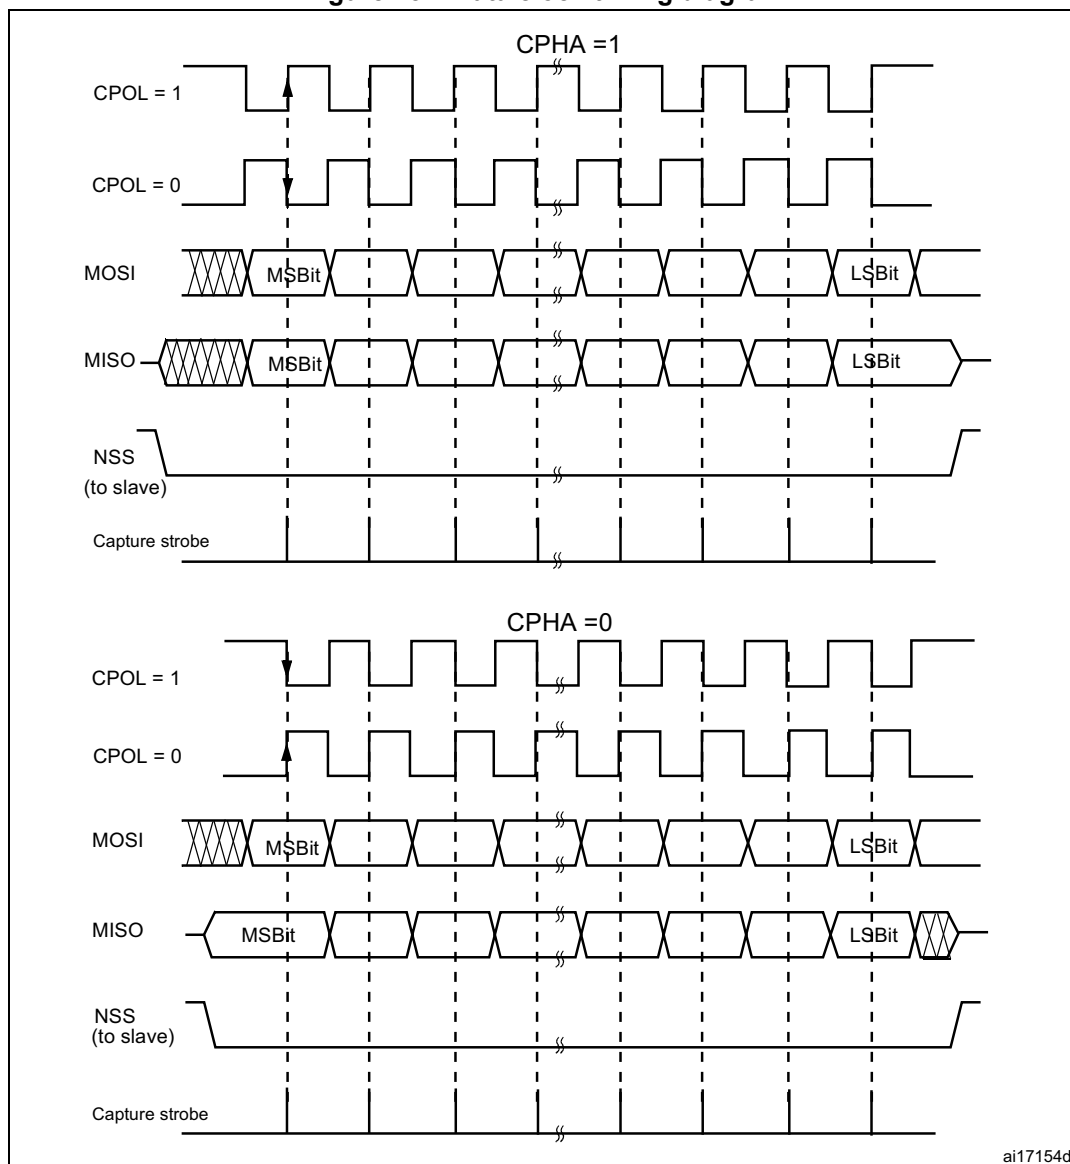 CPHA =1
CPOL = 1
CPOL = 0
MOSI MSBit LSBit
MISO MSBit LSBit
NSS
(to slave)
Capture strobe
CPHA =0
CPOL = 1
CPOL = 0
MOSI MSBit LSBit
MISO MSBit LSBit
NSS
(to slave)
Capture strobe
ai17154d